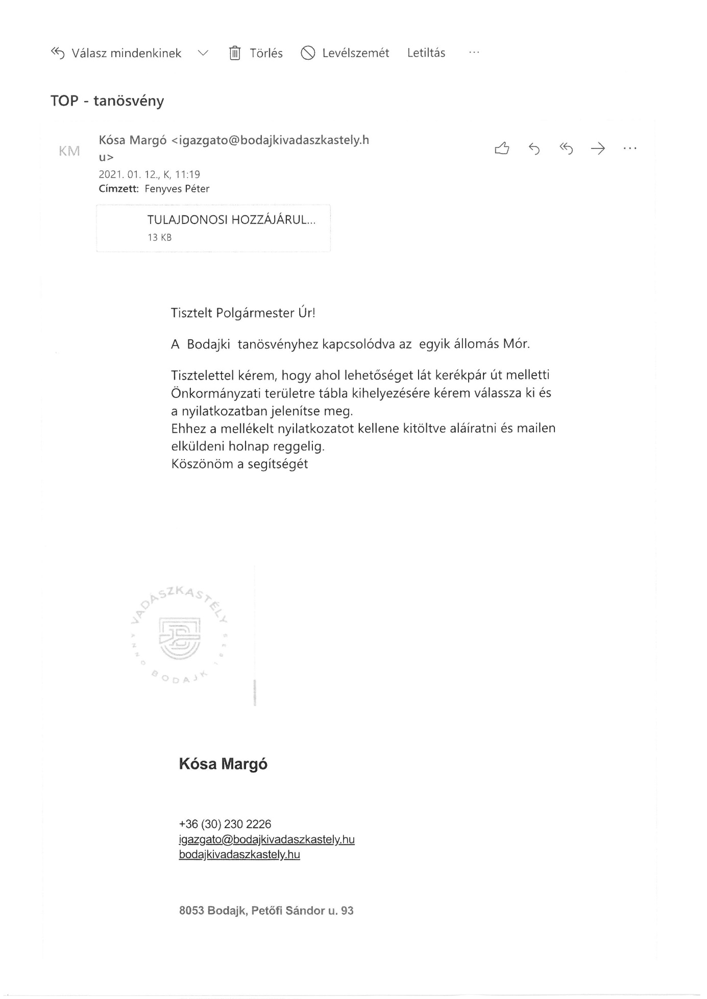 Válasz mindenkinek Törlés Levélszemét Letiltás ...
TOP - tanösvény
KM
Kósa Margó <igazgato@bodajkivadaszkastely.h
u>
2021. 01. 12., K, 11:19
Címzett: Fenyves Péter
TULAJDONOSI HOZZÁJÁRUL...
13 KB
Tisztelt Polgármester Úr!
A Bodajki tanösvényhez kapcsolódva az egyik állomás Mór.
Tisztelettel kérem, hogy ahol lehetőséget lát kerékpár út melletti
Önkormányzati területre tábla kihelyezésére kérem válassza ki és
a nyilatkozatban jelenítse meg.
Ehhez a mellékelt nyilatkozatot kellene kitöltve aláíratni és mailen
elküldeni holnap reggelig.
Köszönöm a segítségét
VADÁSZKASTÉLY
ANNO
BODAJK
Kósa Margó
+36 (30) 230 2226
igazgato@bodajkivadaszkastely.hu
bodajkivadaszkastely.hu
8053 Bodajk, Petőfi Sándor u. 93